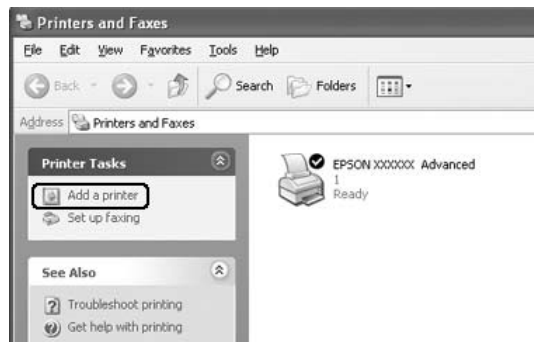 Printers and Faxes
File Edit View Favorites Tools Help
Back Search Folders
Address Printers and Faxes
Printer Tasks
Add a printer
Set up faxing
See Also
Troubleshoot printing
Get help with printing
EPSON XXXXXX Advanced
1
Ready